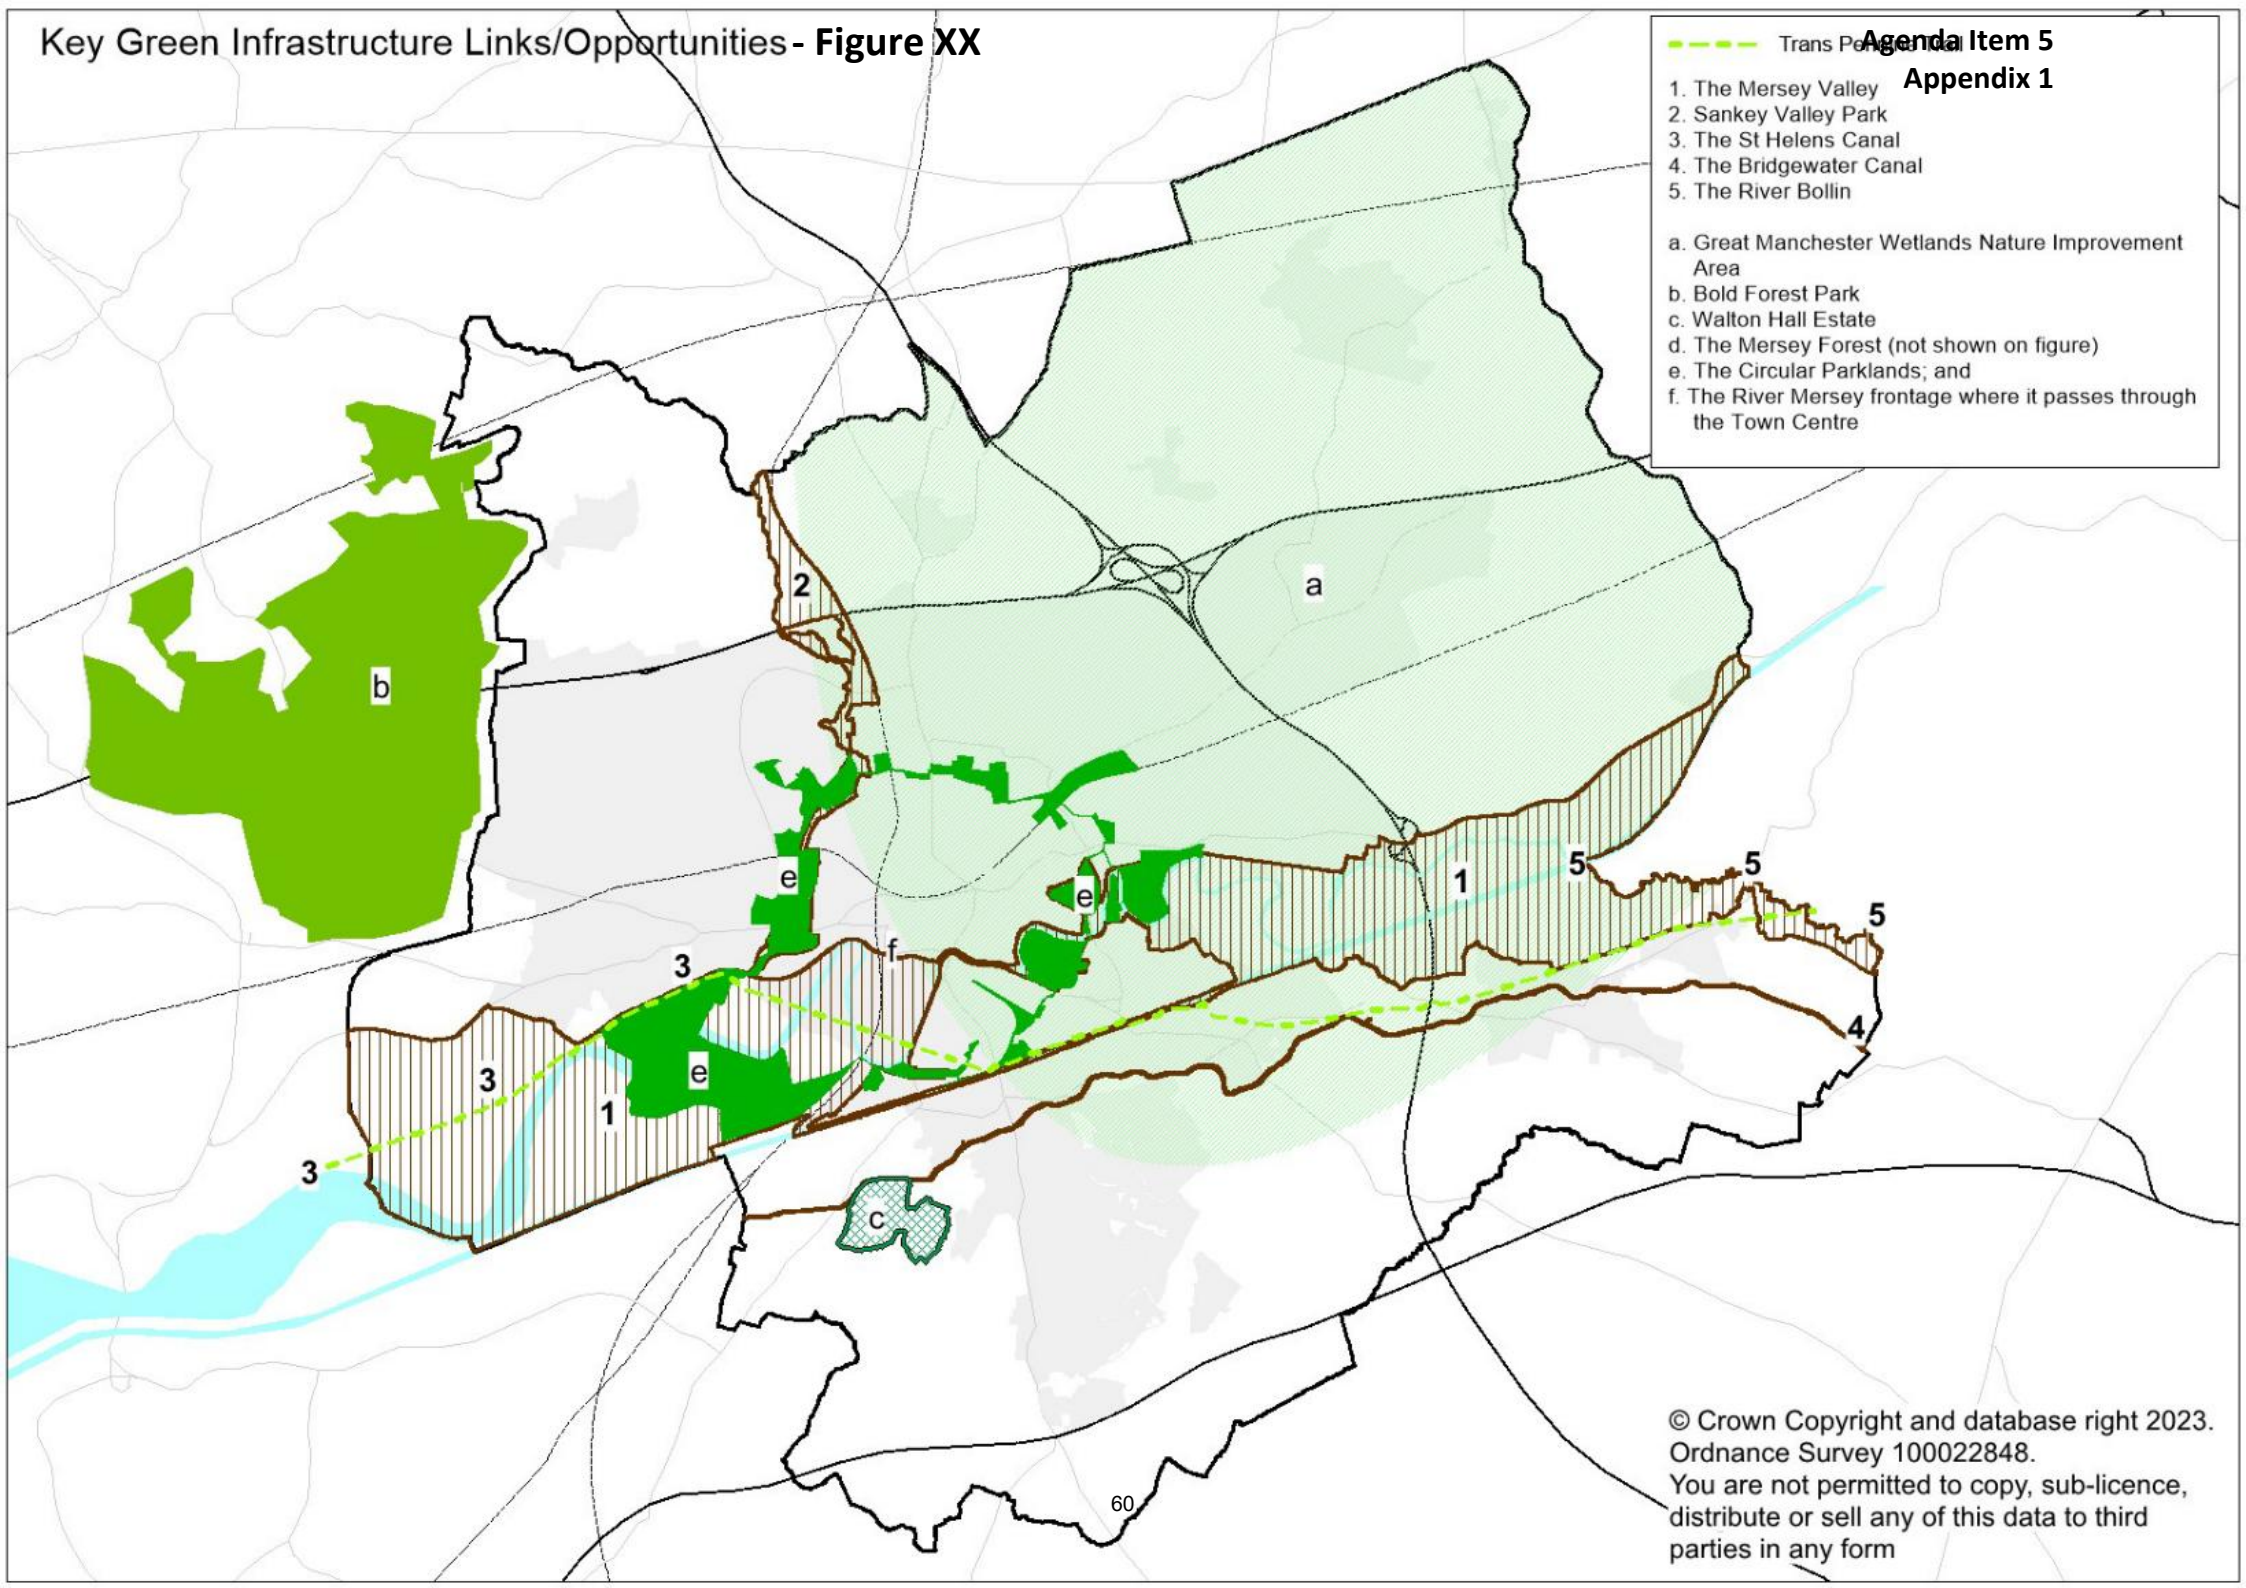 Key Green Infrastructure Links/Opportunities - Figure XX
Agenda Item 5
Appendix 1
Trans Pennine Trail
1. The Mersey Valley
2. Sankey Valley Park
3. The St Helens Canal
4. The Bridgewater Canal
5. The River Bollin
a. Great Manchester Wetlands Nature Improvement
Area
b. Bold Forest Park
c. Walton Hall Estate
d. The Mersey Forest (not shown on figure)
e. The Circular Parklands; and
f. The River Mersey frontage where it passes through
the Town Centre
2
a
b
e
e
1
5
5
5
f
3
4
3
e
1
3
c
© Crown Copyright and database right 2023.
Ordnance Survey 100022848.
You are not permitted to copy, sub-licence,
distribute or sell any of this data to third
parties in any form
60